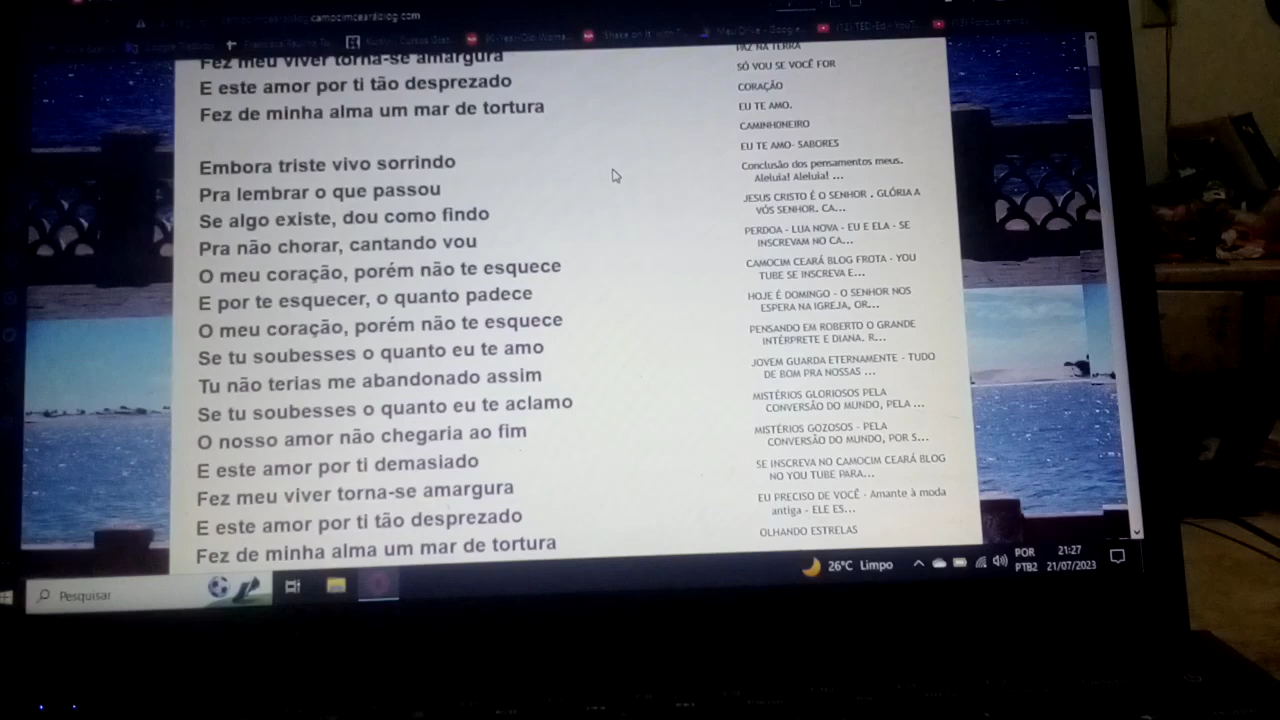 camocimcearablog.com
Fez meu viver torna-se amargura
E este amor por ti tão desprezado
Fez de minha alma um mar de tortura
Embora triste vivo sorrindo
Pra lembrar o que passou
Se algo existe, dou como findo
Pra não chorar, cantando vou
O meu coração, porém não te esquece
E por te esquecer, o quanto padece
O meu coração, porém não te esquece
Se tu soubesses o quanto eu te amo
Tu não terias me abandonado assim
Se tu soubesses o quanto eu te aclamo
O nosso amor não chegaria ao fim
E este amor por ti demasiado
Fez meu viver torna-se amargura
E este amor por ti tão desprezado
Fez de minha alma um mar de tortura
PAZ NA TERRA
SÓ VOU SE VOCÊ FOR
CORAÇÃO
EU TE AMO.
CAMINHONEIRO
EU TE AMO- SABORES
Conclusão dos pensamentos meus.
Aleluia! Aleluia! ...
JESUS CRISTO É O SENHOR . GLÓRIA A
VÓS SENHOR. CA...
PERDOA - LUA NOVA - EU E ELA - SE
INSCREVAM NO CA...
CAMOCIM CEARÁ BLOG FROTA - YOU
TUBE SE INSCREVA E...
HOJE É DOMINGO - O SENHOR NOS
ESPERA NA IGREJA, OR...
PENSANDO EM ROBERTO O GRANDE
INTÉRPRETE E DIANA. R...
JOVEM GUARDA ETERNAMENTE - TUDO
DE BOM PRA NOSSAS ...
MISTÉRIOS GLORIOSOS PELA
CONVERSÃO DO MUNDO, PELA ...
MISTÉRIOS GOZOSOS - PELA
CONVERSÃO DO MUNDO, POR S...
SE INSCREVA NO CAMOCIM CEARÁ BLOG
NO YOU TUBE PARA...
EU PRECISO DE VOCÊ - Amante à moda
antiga - ELE ES...
OLHANDO ESTRELAS
Pesquisar
26°C Limpo
POR
PTB2
21:27
21/07/2023